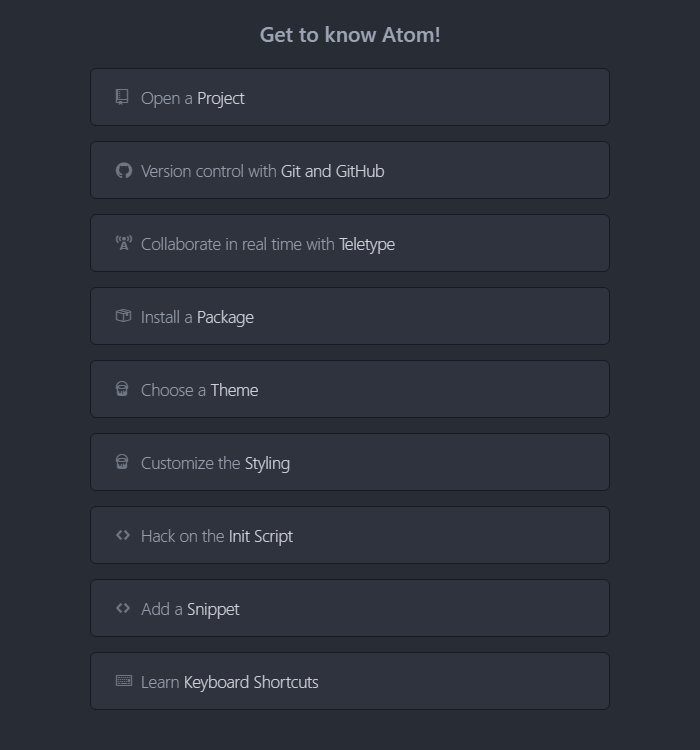 Get to know Atom!
Open a Project
Version control with Git and GitHub
Collaborate in real time with Teletype
Install a Package
Choose a Theme
Customize the Styling
Hack on the Init Script
Add a Snippet
Learn Keyboard Shortcuts